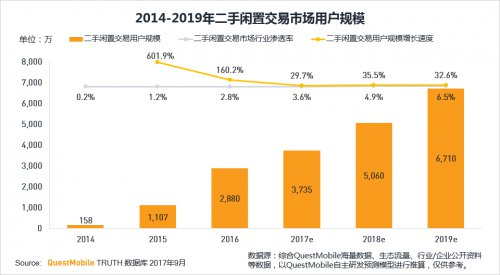 2014-2019年二手闲置交易市场用户规模
单位：万
二手闲置交易用户规模 二手闲置交易市场行业渗透率 二手闲置交易用户规模增长速度
601.9% 160.2% 29.7% 35.5% 32.6%
8,000
7,000
6,000
5,000
4,000
3,000
2,000
1,000
0
0.2% 1.2% 2.8% 3.6% 4.9% 6.5%
158 1,107 2,880 3,735 5,060 6,710
2014 2015 2016 2017e 2018e 2019e
Source: QuestMobile TRUTH 数据库 2017年9月
数据源：综合QuestMobile海量数据、生态流量、行业/企业公开资料
等数据，以QuestMobile自主研发预测模型进行推算，仅供参考。